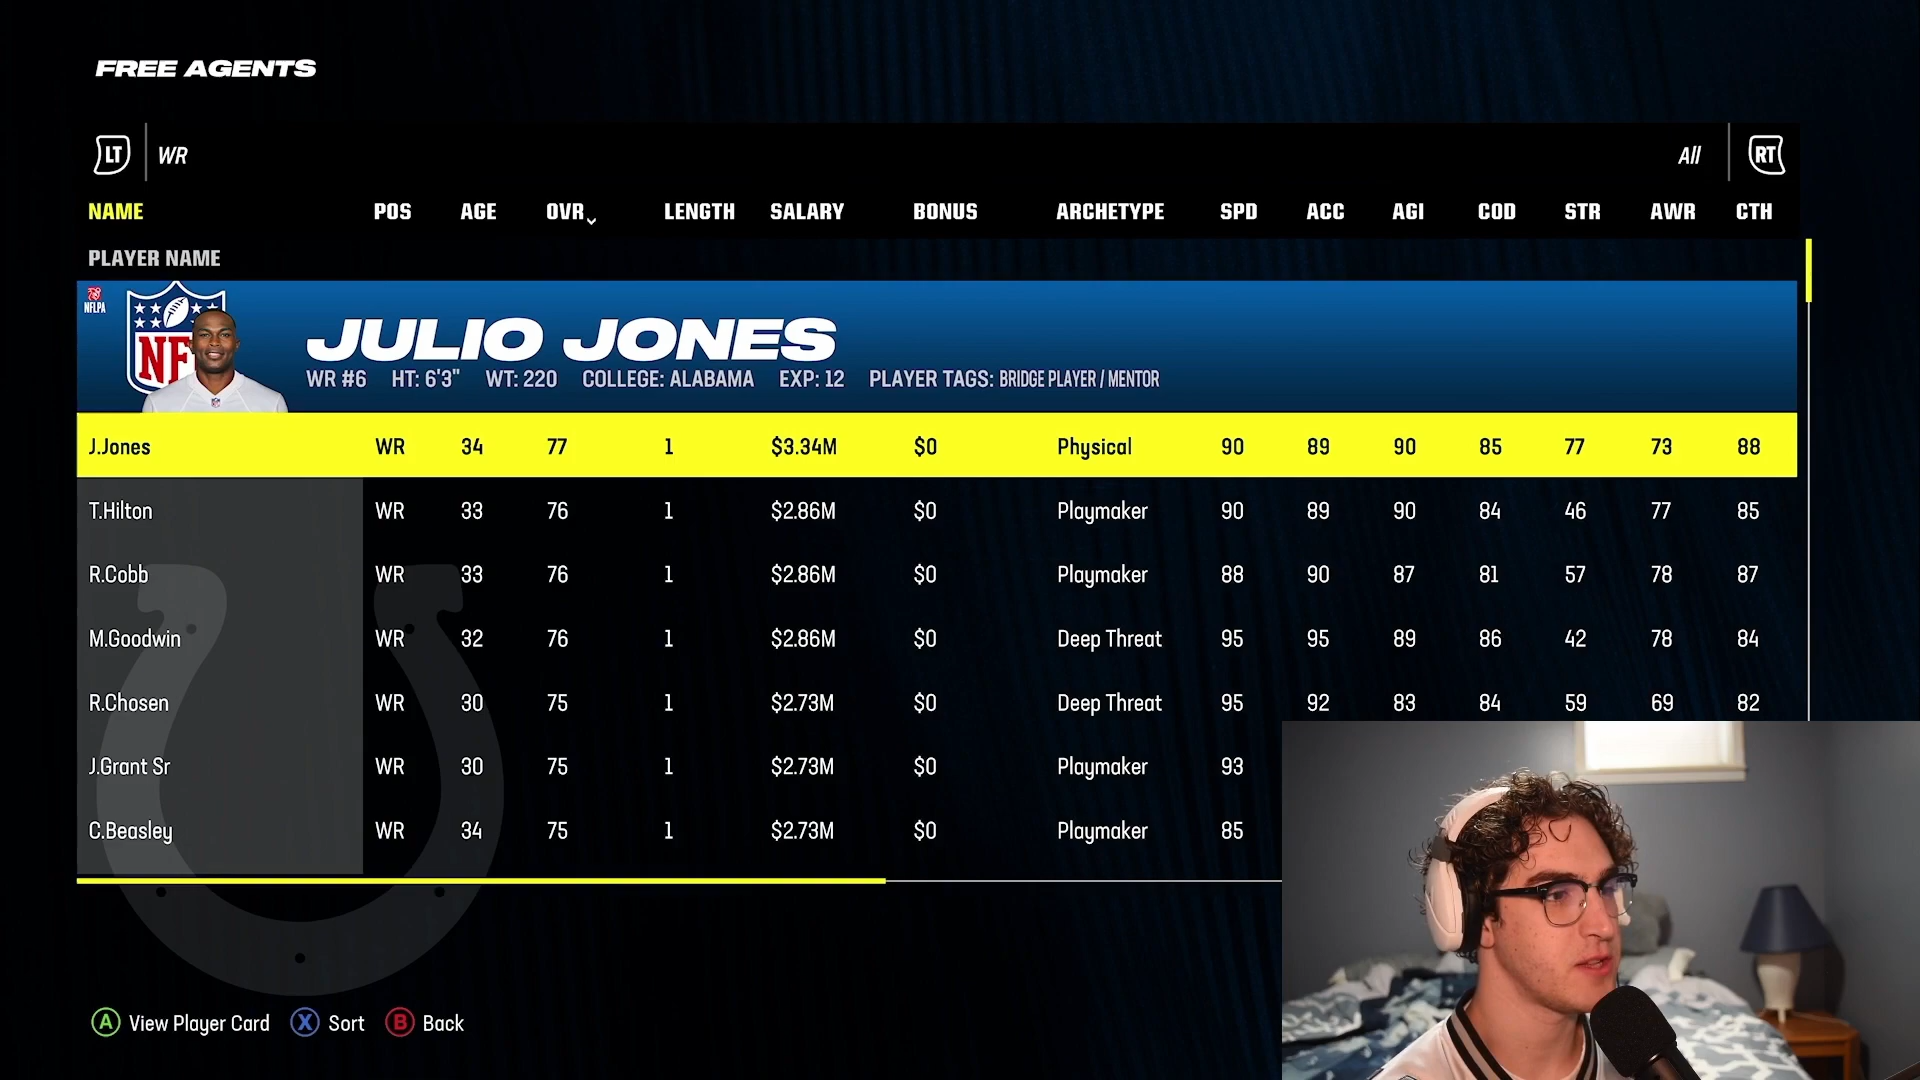 FREE AGENTS
LT WR All RT
NAME POS AGE OVR LENGTH SALARY BONUS ARCHETYPE SPD ACC AGI COD STR AWR CTH
PLAYER NAME
NFLPA
NF
JULIO JONES
WR #6 HT: 6'3" WT: 220 COLLEGE: ALABAMA EXP: 12 PLAYER TAGS: BRIDGE PLAYER / MENTOR
J.Jones WR 34 77 1 $3.34M $0 Physical 90 89 90 85 77 73 88
T.Hilton WR 33 76 1 $2.86M $0 Playmaker 90 89 90 84 46 77 85
R.Cobb WR 33 76 1 $2.86M $0 Playmaker 88 90 87 81 57 78 87
M.Goodwin WR 32 76 1 $2.86M $0 Deep Threat 95 95 89 86 42 78 84
R.Chosen WR 30 75 1 $2.73M $0 Deep Threat 95 92 83 84 59 69 82
J.Grant Sr WR 30 75 1 $2.73M $0 Playmaker 93
C.Beasley WR 34 75 1 $2.73M $0 Playmaker 85
A View Player Card X Sort B Back